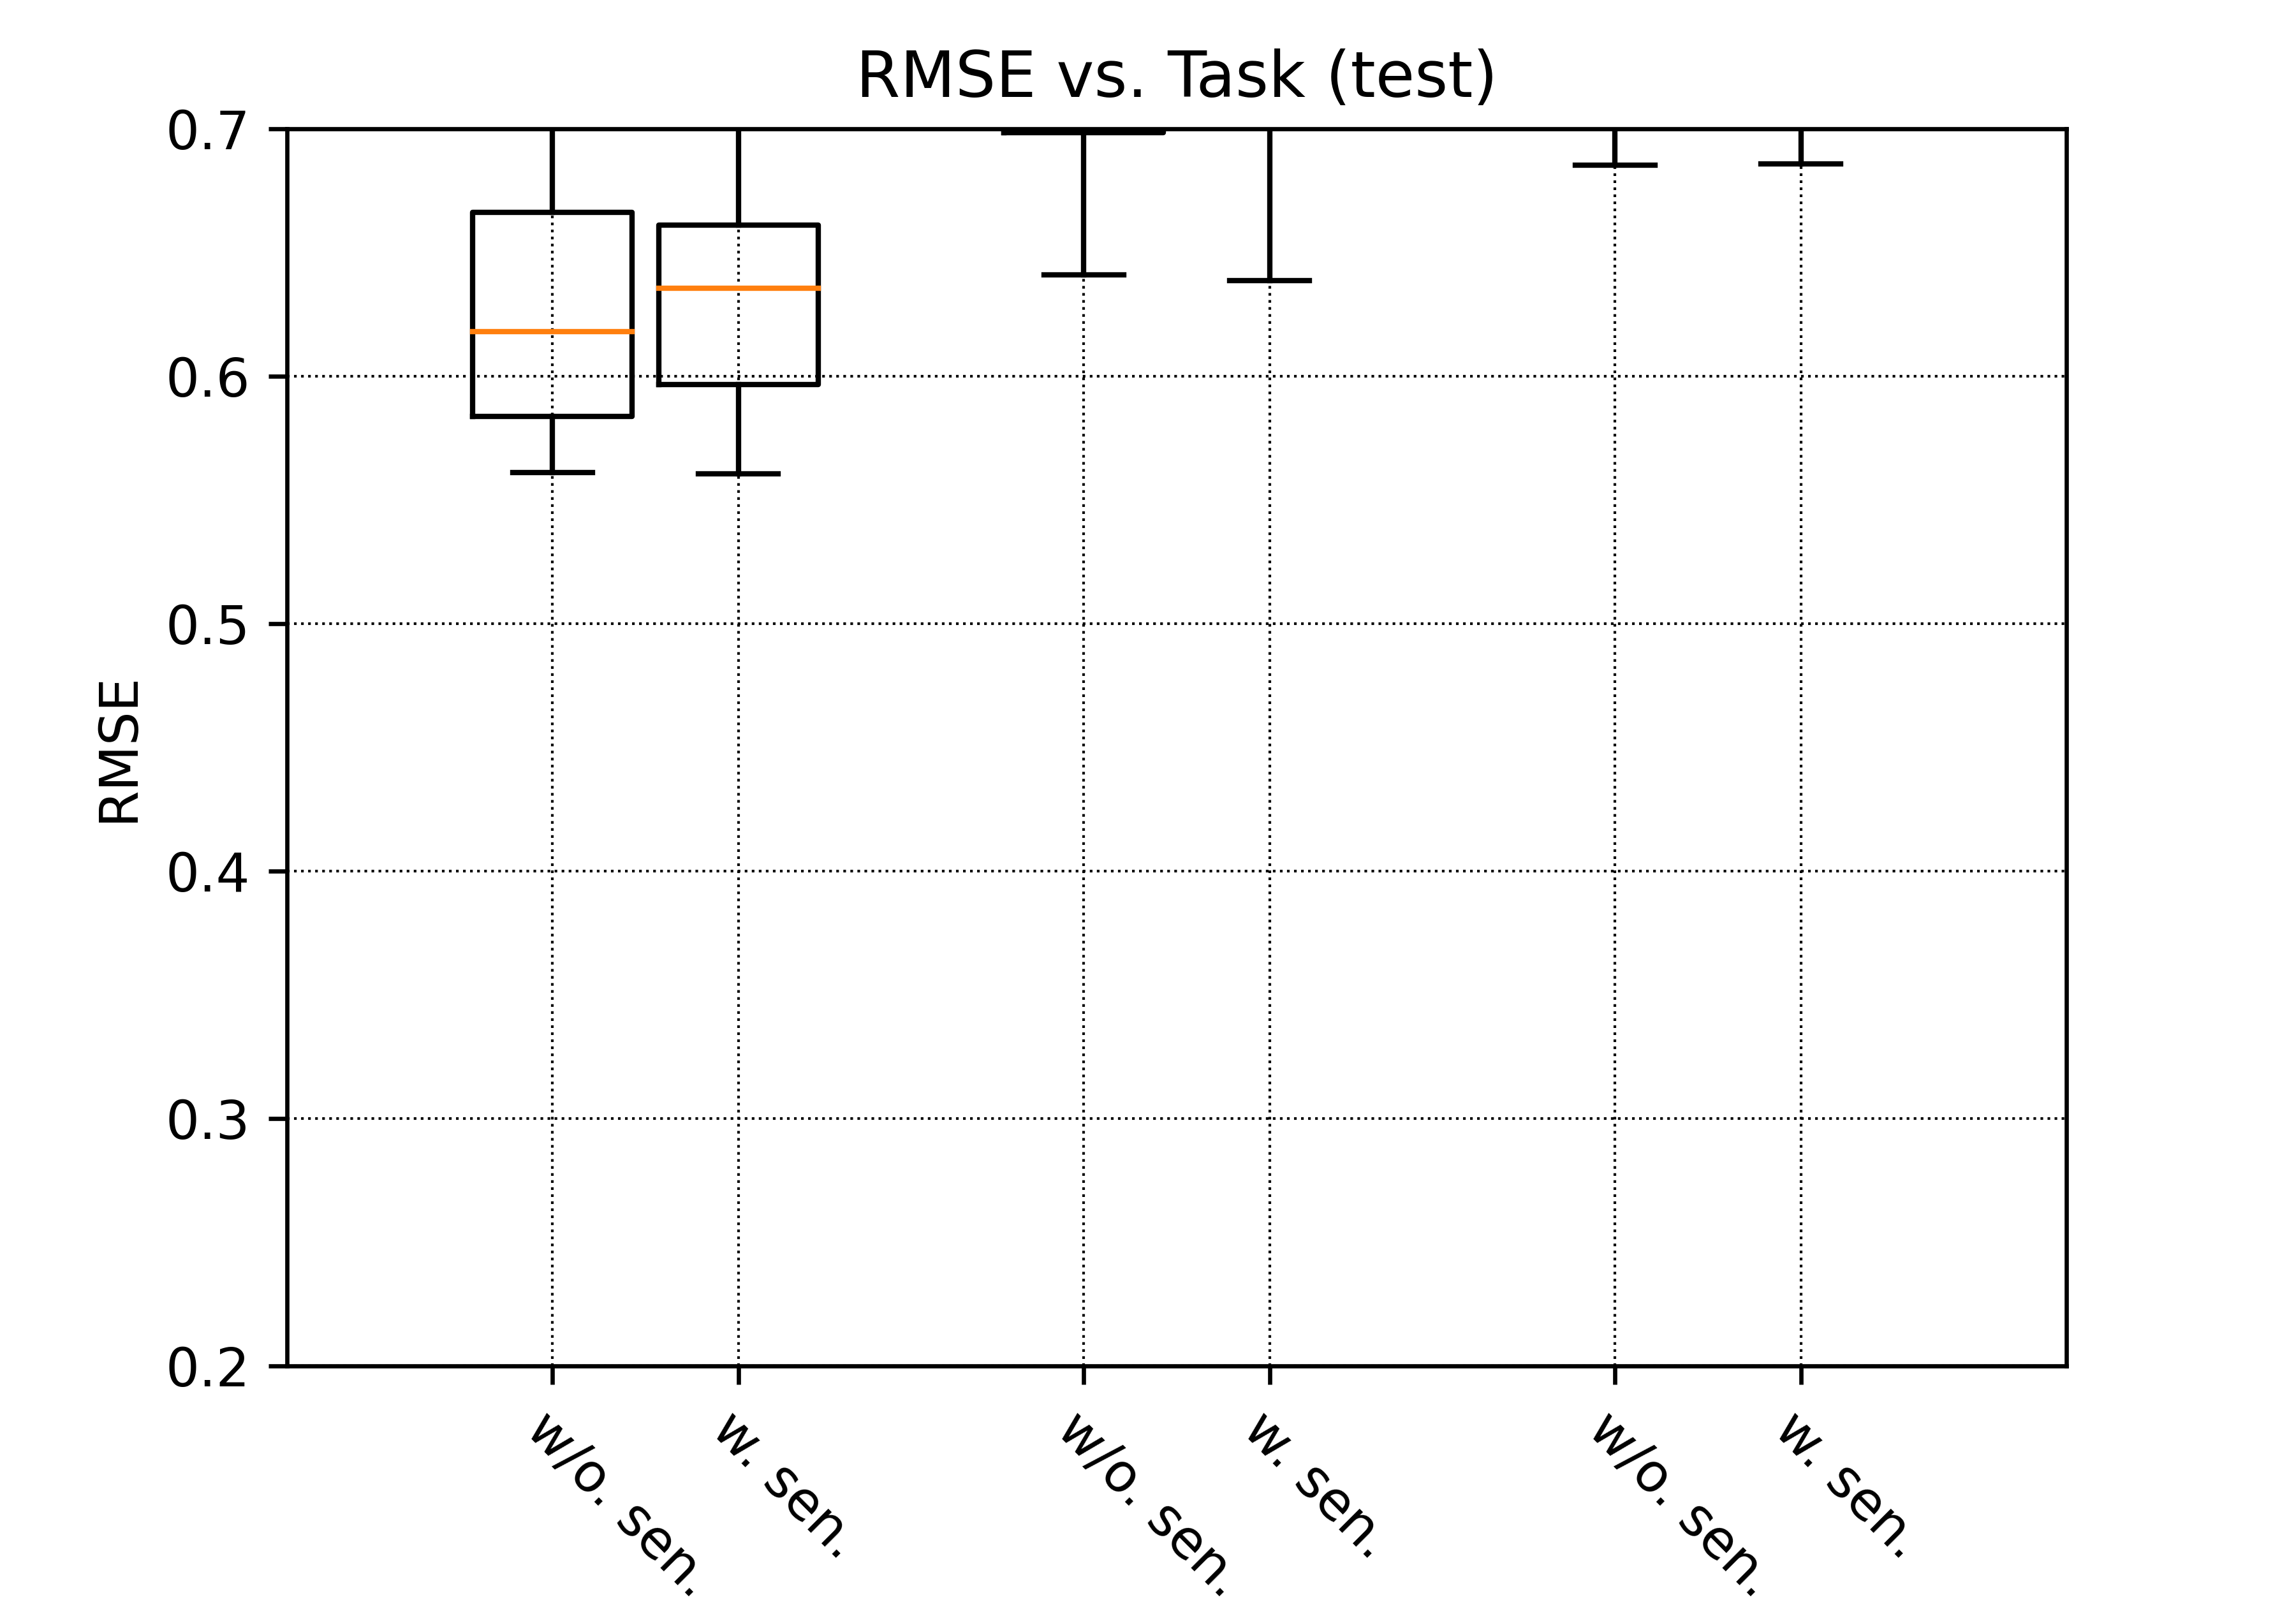 RMSE vs. Task (test)
0.7
0.6
0.5
0.4
0.3
0.2
RMSE
w/o. sen.
w. sen.
w/o. sen.
w. sen.
w/o. sen.
w. sen.